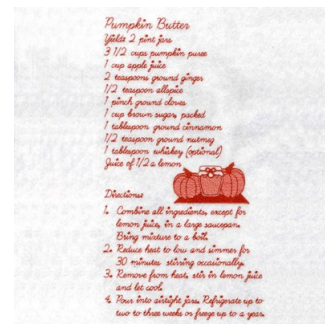 Pumpkin Butter
Yields 2 pint jars
3 1/2 cups pumpkin puree
1 cup apple juice
2 teaspoons ground ginger
1/2 teaspoon allspice
1 pinch ground cloves
1 cup brown sugar, packed
1 tablespoon ground cinnamon
1/2 teaspoon ground nutmeg
1 tablespoon whiskey (optional)
Juice of 1/2 a lemon
Directions:
1. Combine all ingredients, except for
lemon juice, in a large saucepan.
Bring mixture to a boil.
2. Reduce heat to low and simmer for
30 minutes stirring occasionally.
3. Remove from heat, stir in lemon juice
and let cool.
4. Pour into airtight jars. Refrigerate up to
two to three weeks or freeze up to a year.